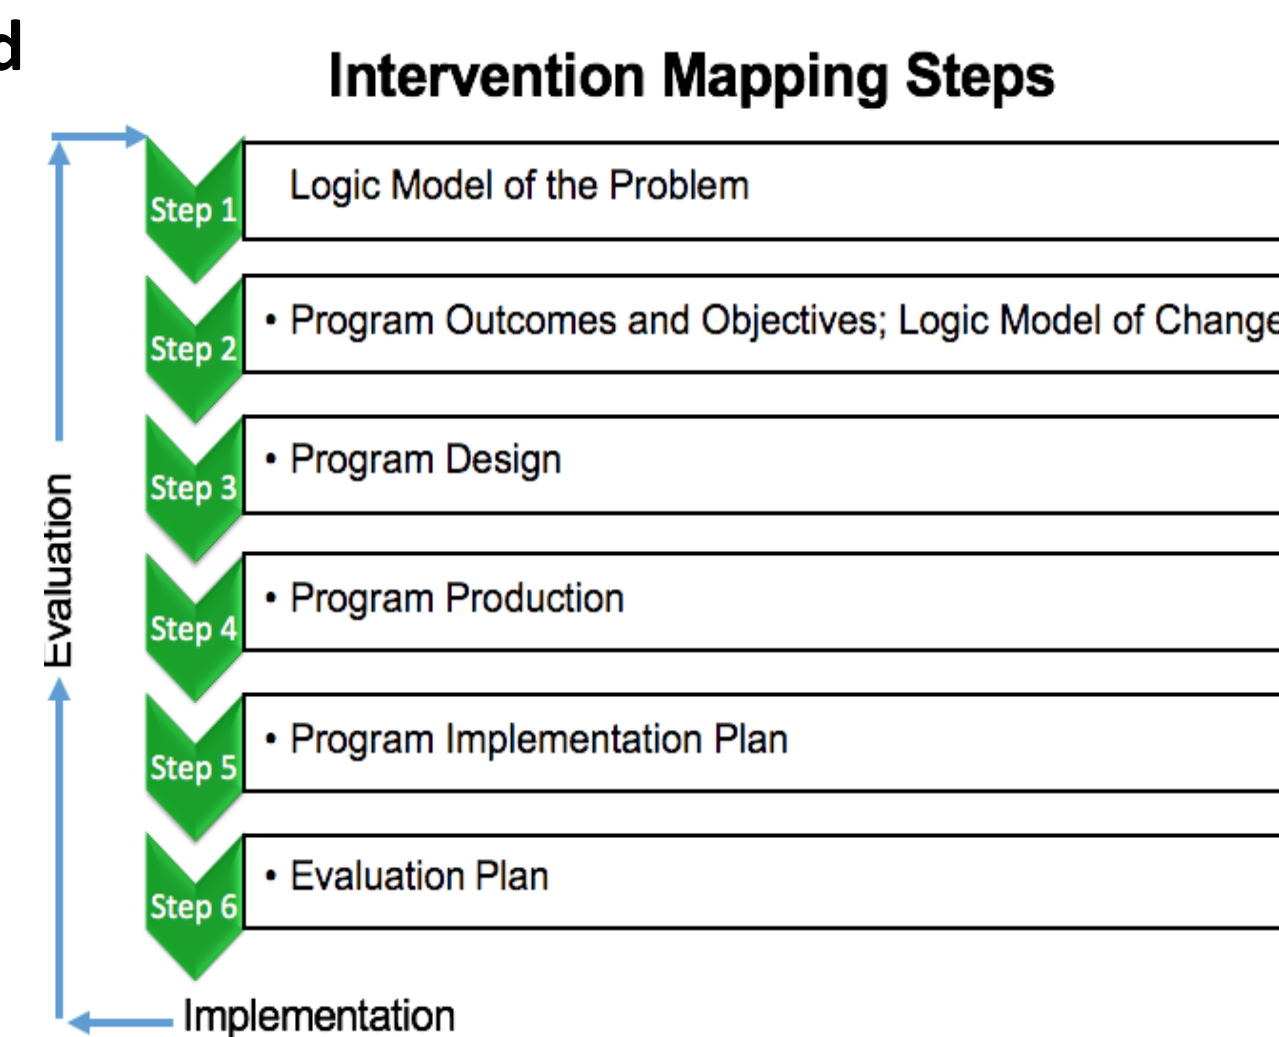 d
Intervention Mapping Steps
Step 1
Logic Model of the Problem
Step 2
• Program Outcomes and Objectives; Logic Model of Change
Step 3
• Program Design
Step 4
• Program Production
Step 5
• Program Implementation Plan
Step 6
• Evaluation Plan
Evaluation
Implementation